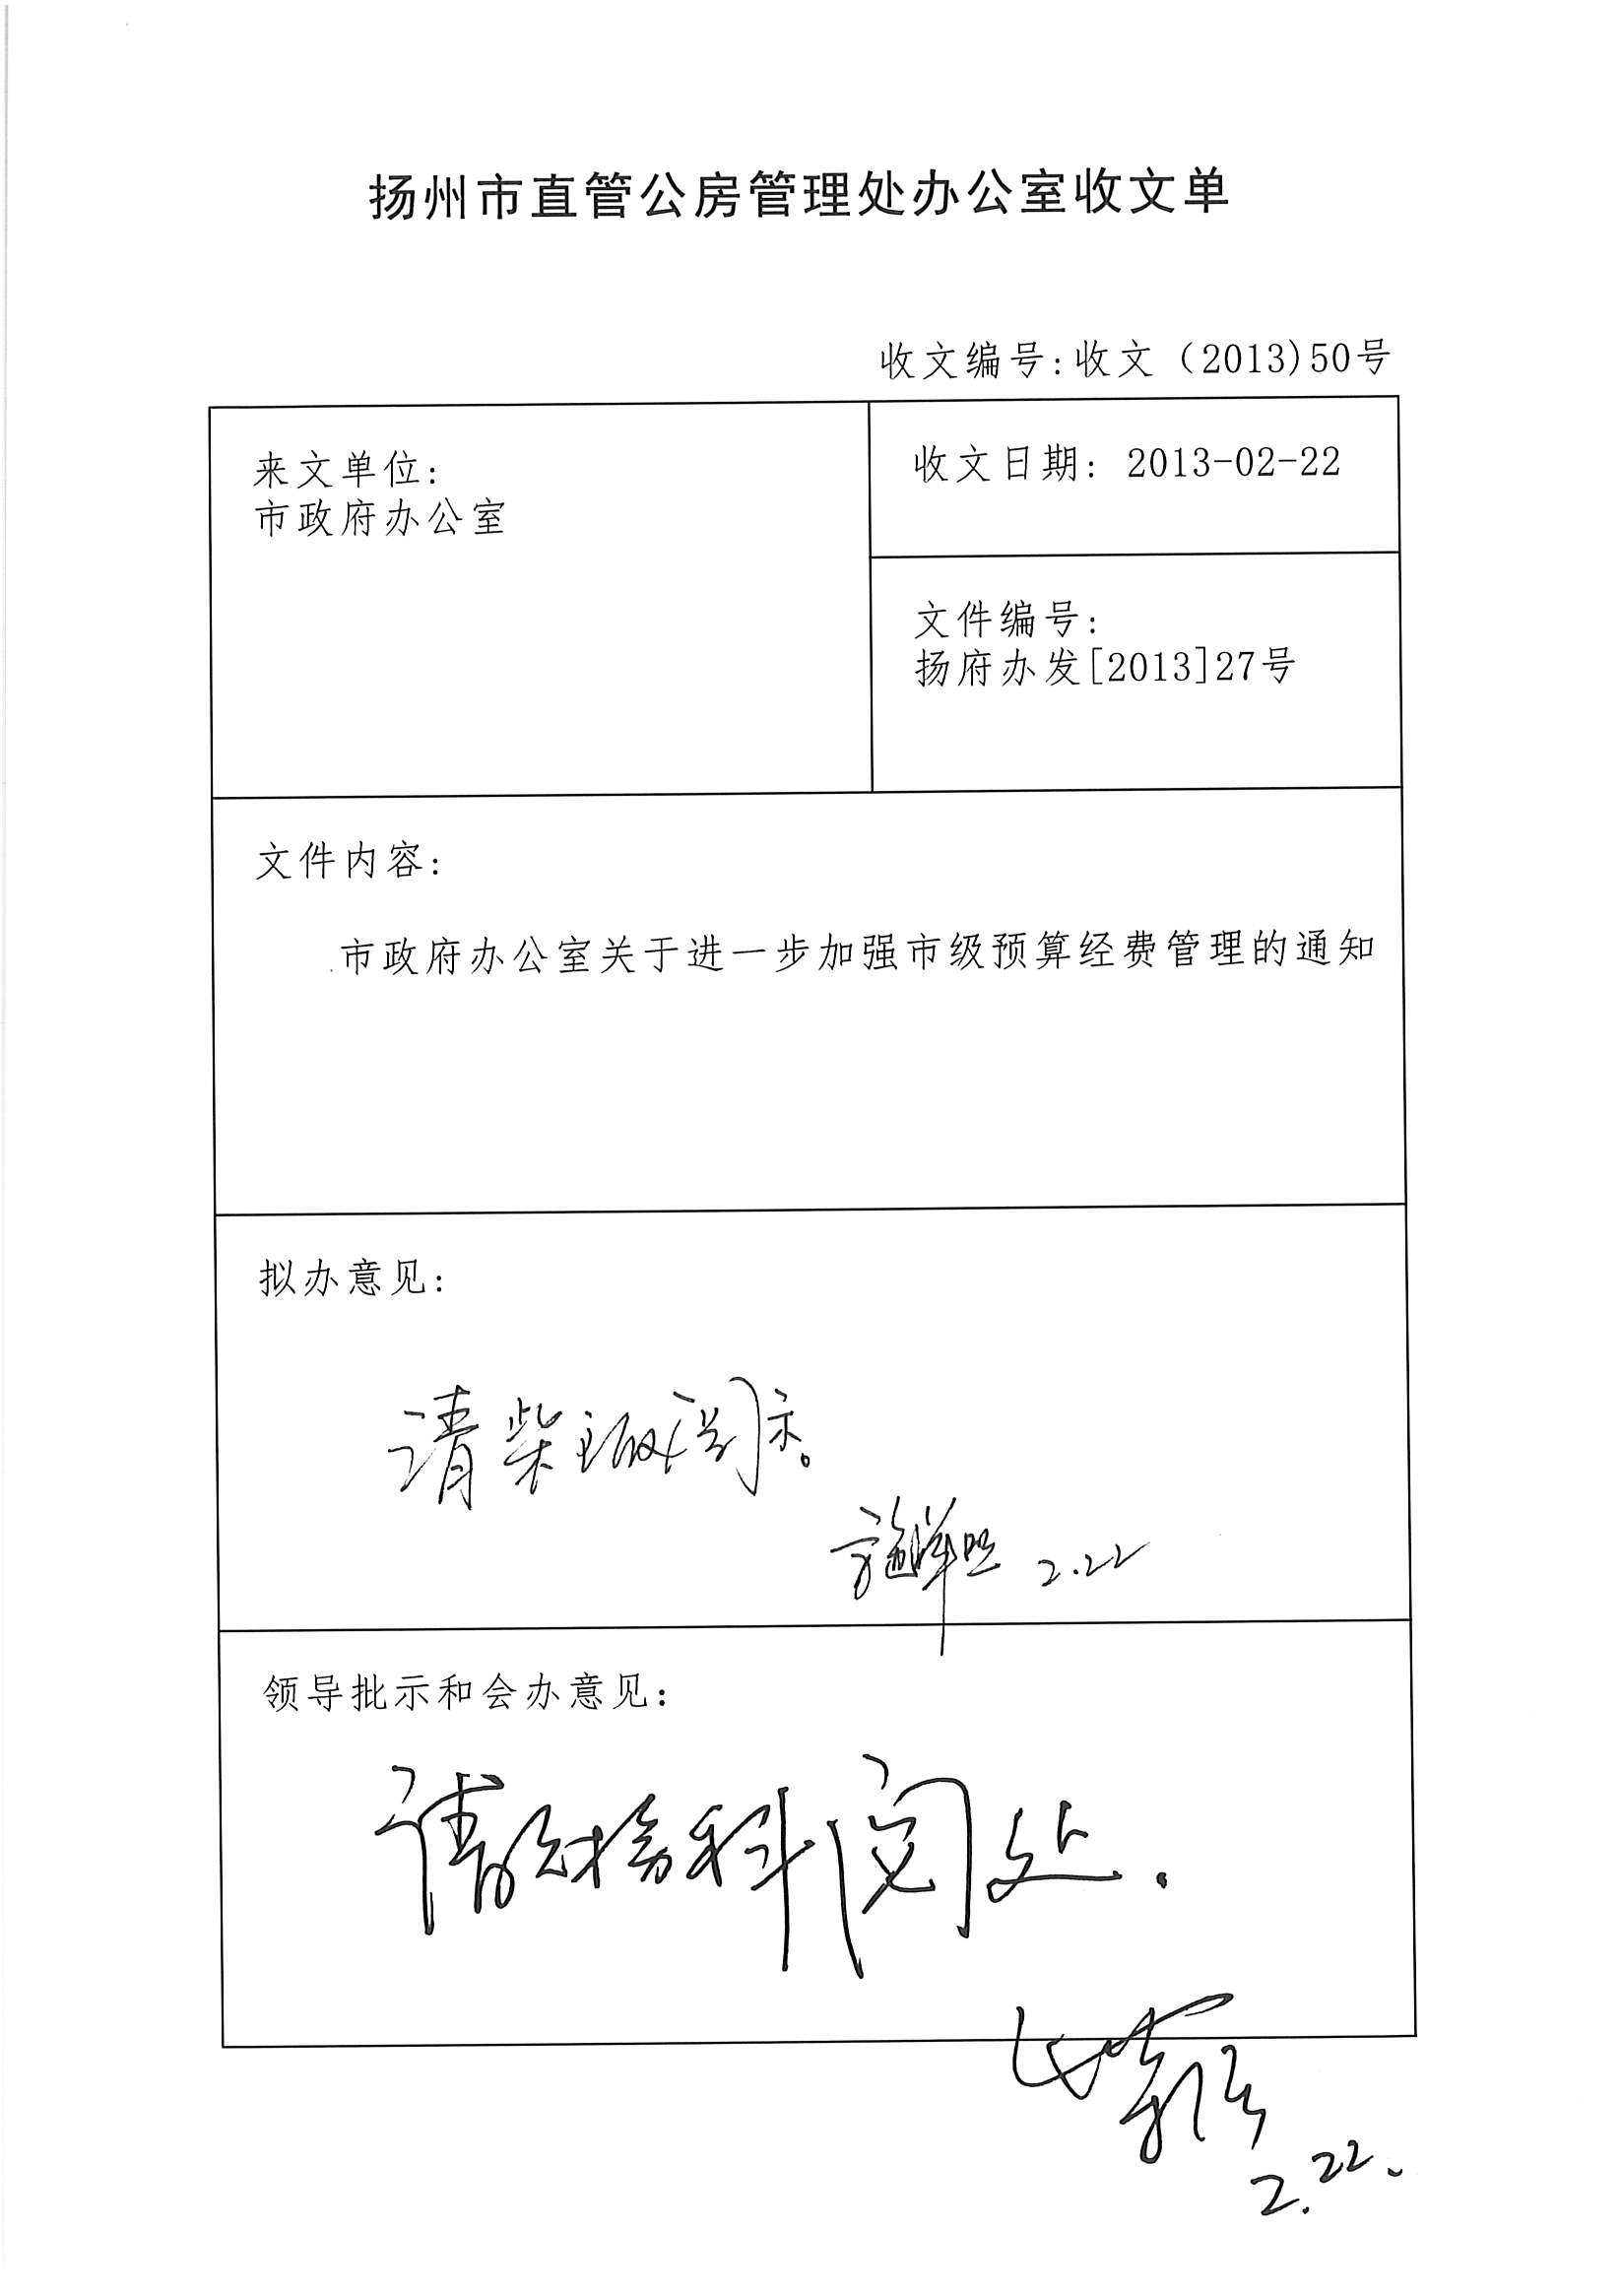 扬州市直管公房管理处办公室收文单
收文编号:收文（2013)50号
来文单位:
市政府办公室
收文日期: 2013-02-22
文件编号:
扬府办发[2013]27号
文件内容:
市政府办公室关于进一步加强市级预算经费管理的通知
拟办意见:
请柴主阅示。
2.22
领导批示和会办意见:
请财务科阅处.
2.22.